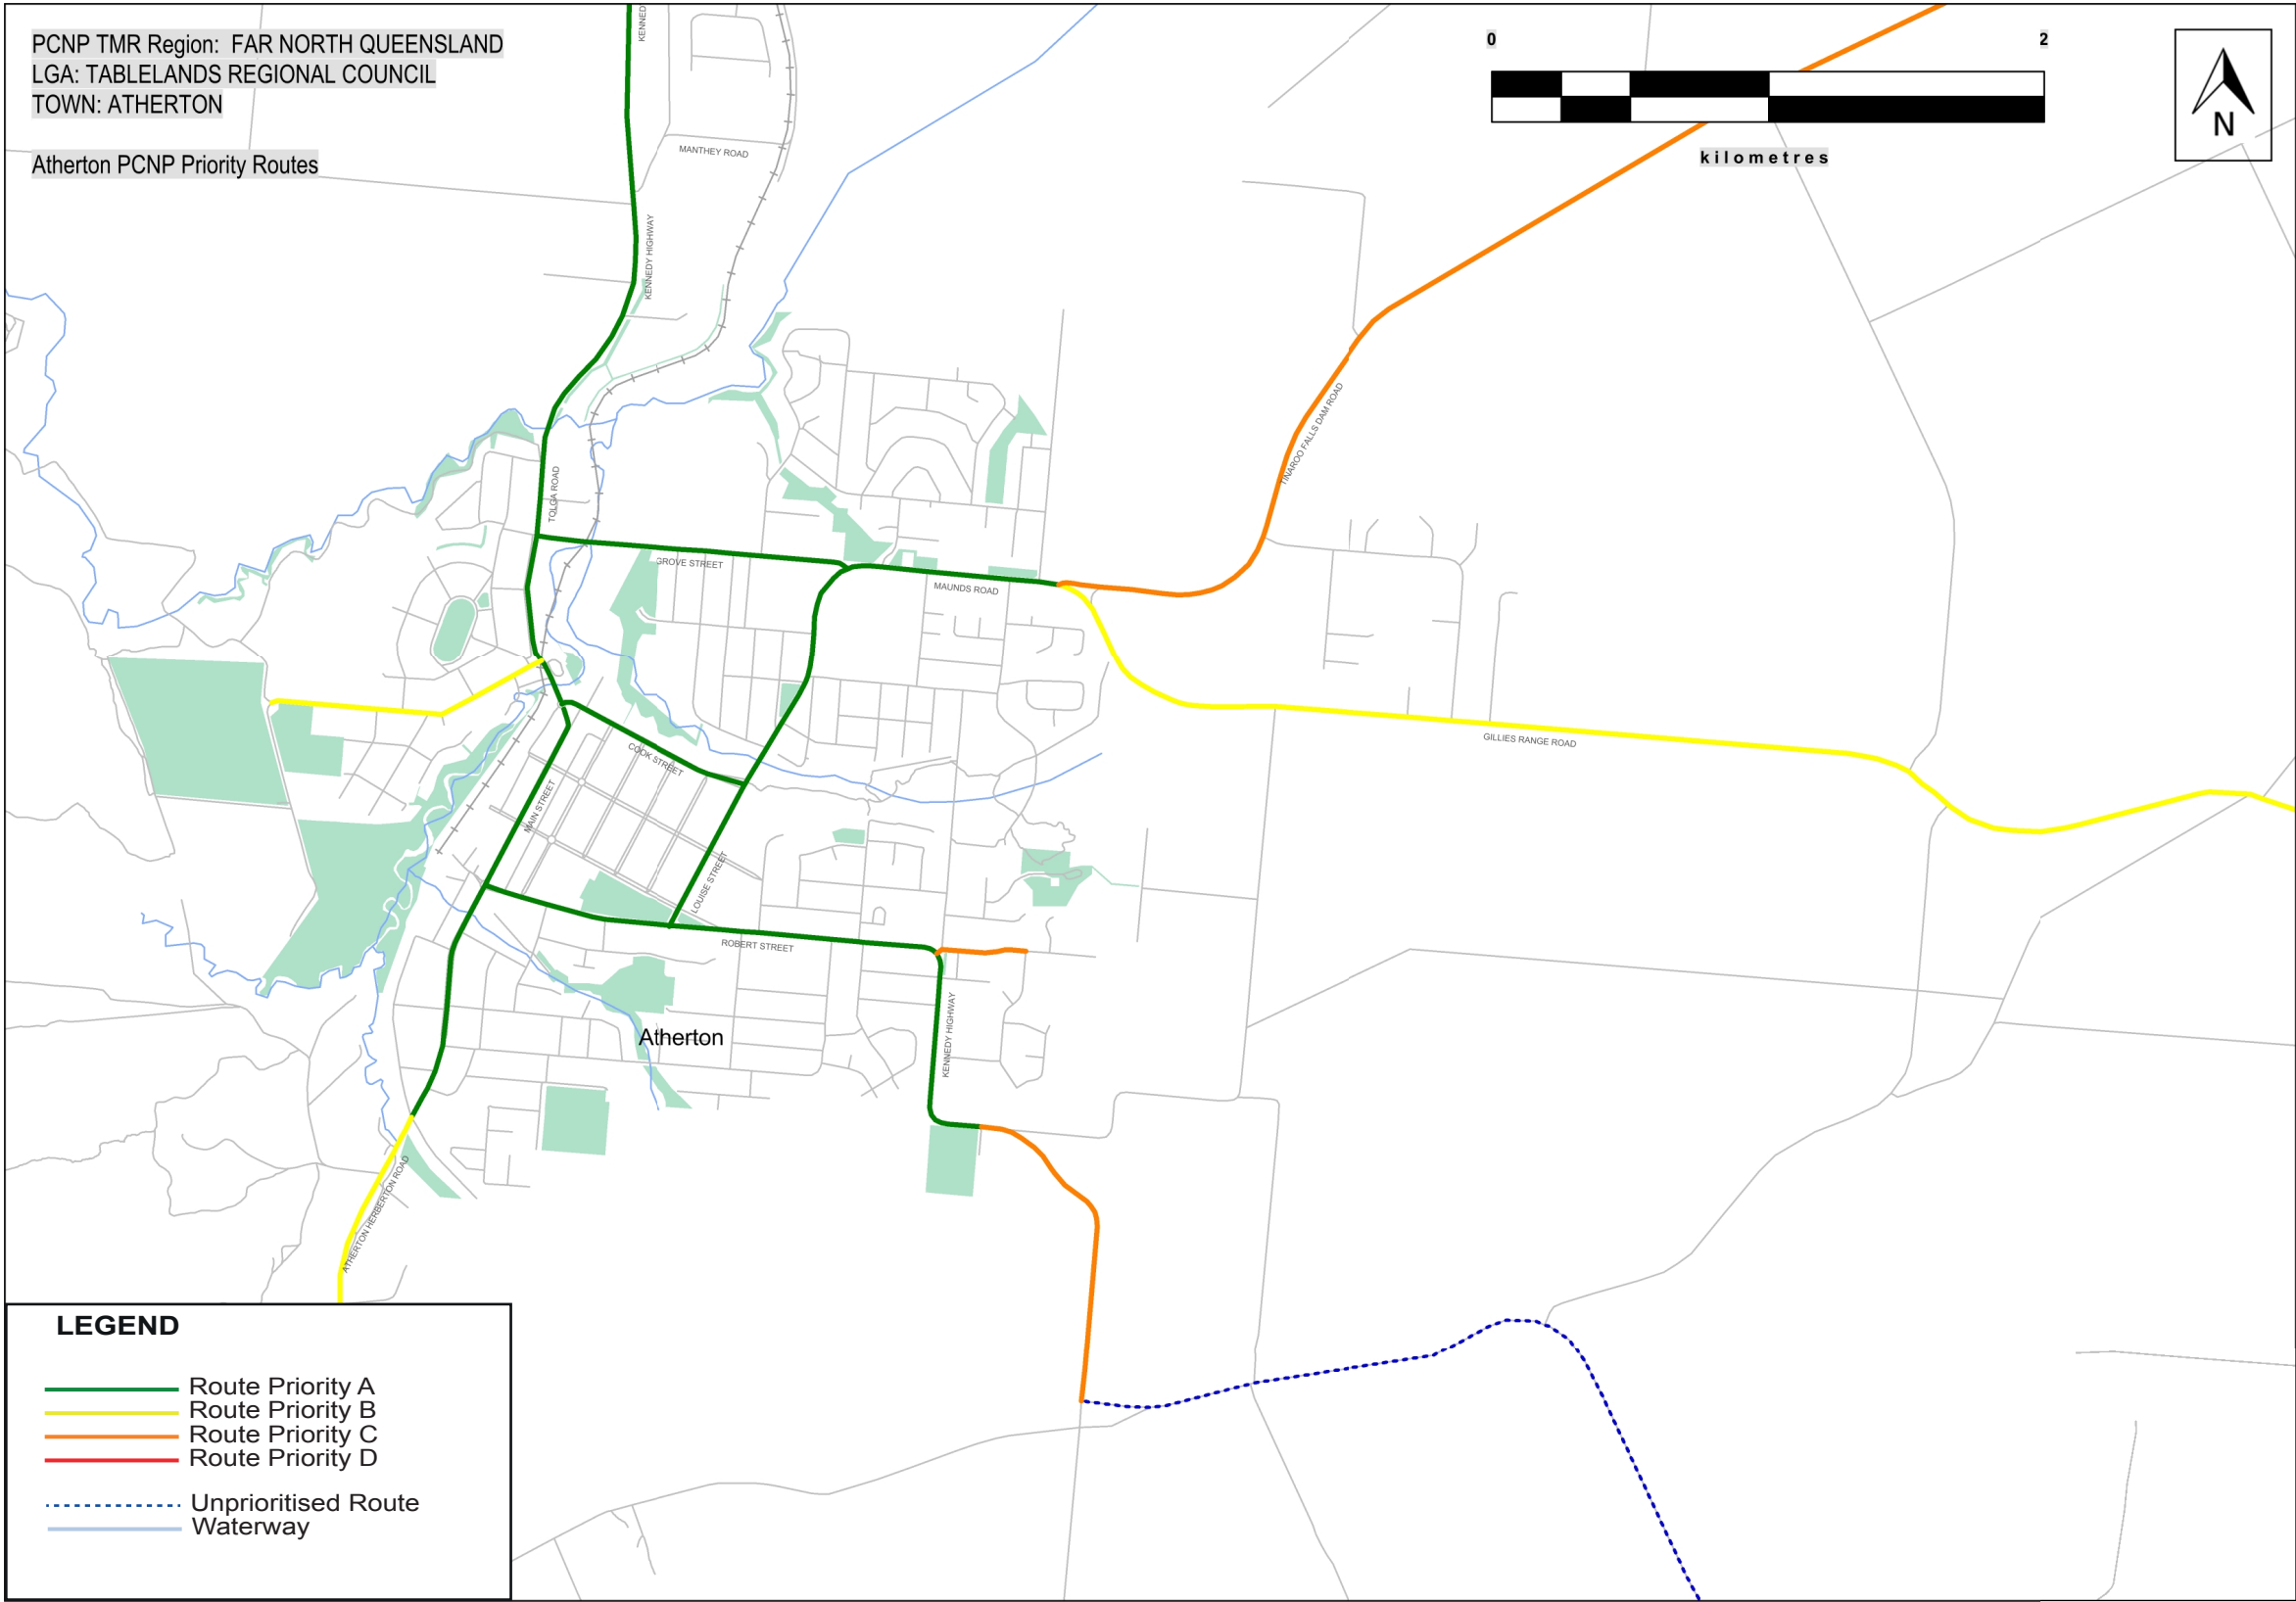 PCNP TMR Region: FAR NORTH QUEENSLAND
LGA: TABLELANDS REGIONAL COUNCIL
TOWN: ATHERTON
Atherton PCNP Priority Routes
0
2
kilometres
N
KENNED
MANTHEY ROAD
KENNEDY HIGHWAY
TINAROO FALLS DAM ROAD
TOLGA ROAD
GROVE STREET
MAUNDS ROAD
GILLIES RANGE ROAD
COOK STREET
MAIN STREET
LOUISE STREET
ROBERT STREET
KENNEDY HIGHWAY
Atherton
ATHERTON HERBERTON ROAD
LEGEND
Route Priority A
Route Priority B
Route Priority C
Route Priority D
Unprioritised Route
Waterway